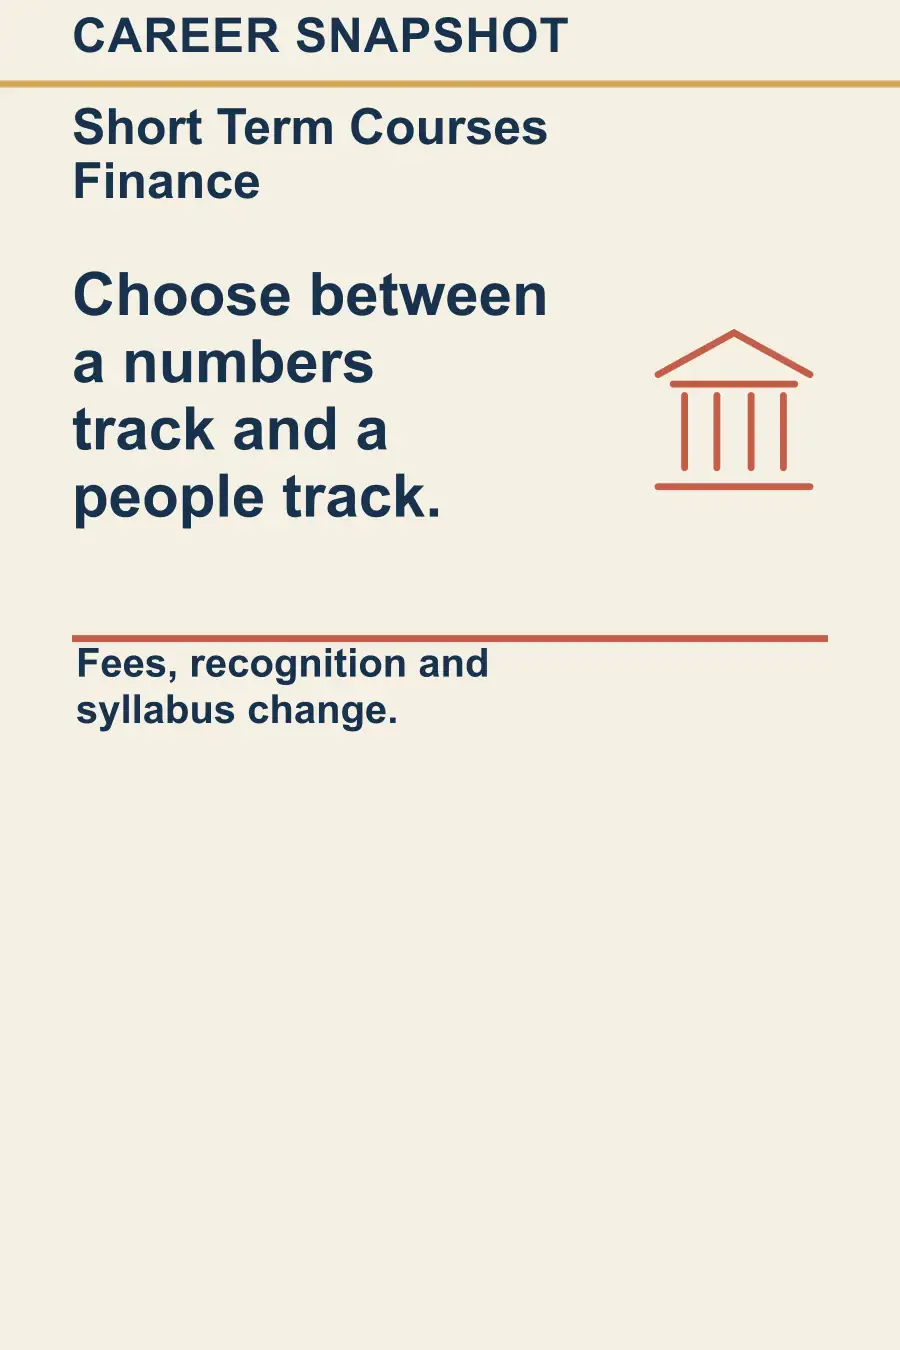 CAREER SNAPSHOT
Short Term Courses
Finance
Choose between
a numbers
track and a
people track.
Fees, recognition and
syllabus change.